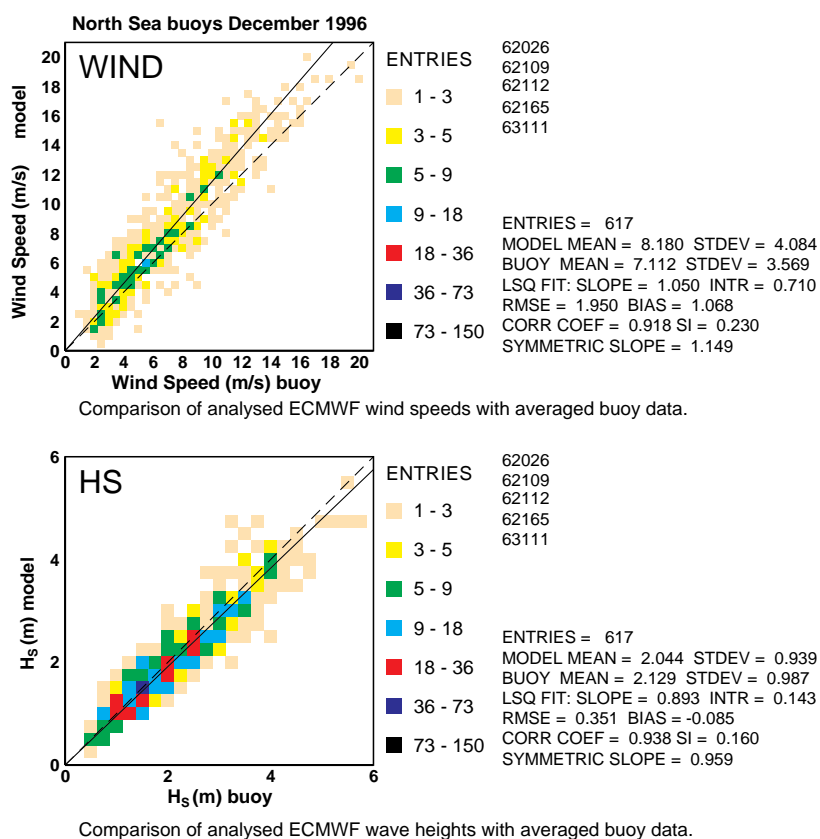 North Sea buoys December 1996
WIND
Wind Speed (m/s) model
20
18
16
14
12
10
8
6
4
2
0
0 2 4 6 8 10 12 14 16 18 20
Wind Speed (m/s) buoy
ENTRIES
1 - 3
3 - 5
5 - 9
9 - 18
18 - 36
36 - 73
73 - 150
62026
62109
62112
62165
63111
ENTRIES = 617
MODEL MEAN = 8.180 STDEV = 4.084
BUOY MEAN = 7.112 STDEV = 3.569
LSQ FIT: SLOPE = 1.050 INTR = 0.710
RMSE = 1.950 BIAS = 1.068
CORR COEF = 0.918 SI = 0.230
SYMMETRIC SLOPE = 1.149
Comparison of analysed ECMWF wind speeds with averaged buoy data.
HS
HS (m) model
6
4
2
0
0 2 4 6
HS (m) buoy
ENTRIES
1 - 3
3 - 5
5 - 9
9 - 18
18 - 36
36 - 73
73 - 150
62026
62109
62112
62165
63111
ENTRIES = 617
MODEL MEAN = 2.044 STDEV = 0.939
BUOY MEAN = 2.129 STDEV = 0.987
LSQ FIT: SLOPE = 0.893 INTR = 0.143
RMSE = 0.351 BIAS = -0.085
CORR COEF = 0.938 SI = 0.160
SYMMETRIC SLOPE = 0.959
Comparison of analysed ECMWF wave heights with averaged buoy data.